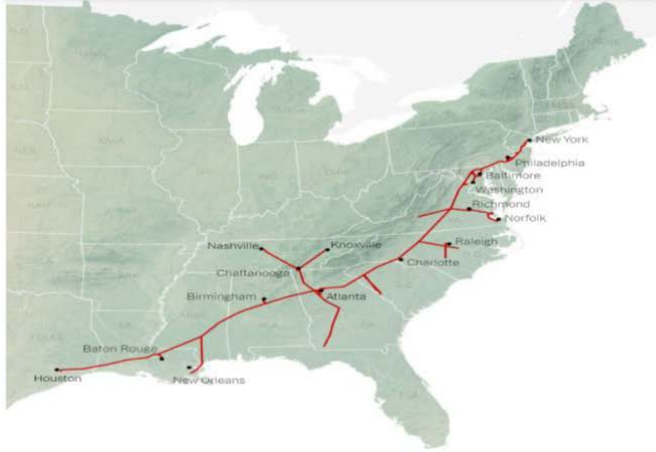 New York
Philadelphia
Baltimore
Washington
Richmond
Norfolk
Nashville
Knoxville
Raleigh
Chattanooga
Charlotte
Birmingham
Atlanta
Baton Rouge
Houston
New Orleans
IOWA